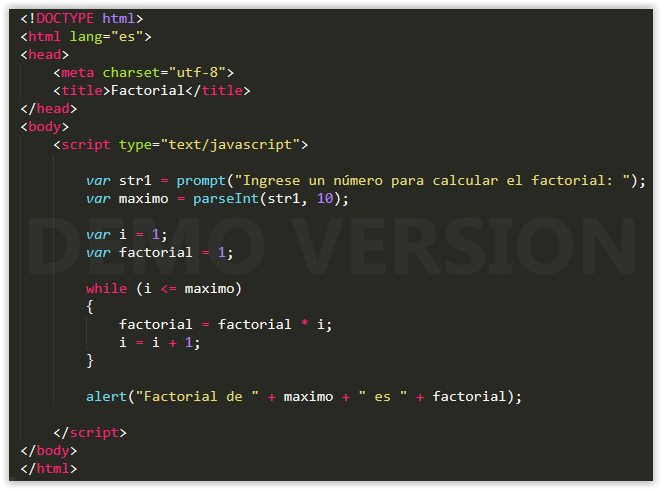 <!DOCTYPE html>
<html lang="es">
<head>
    <meta charset="utf-8">
    <title>Factorial</title>
</head>
<body>
    <script type="text/javascript">

        var str1 = prompt("Ingrese un número para calcular el factorial: ");
        var maximo = parseInt(str1, 10);

        var i = 1;
        var factorial = 1;
DEMO VERSION

        while (i <= maximo)
        {
            factorial = factorial * i;
            i = i + 1;
        }

        alert("Factorial de " + maximo + " es " + factorial);

    </script>
</body>
</html>